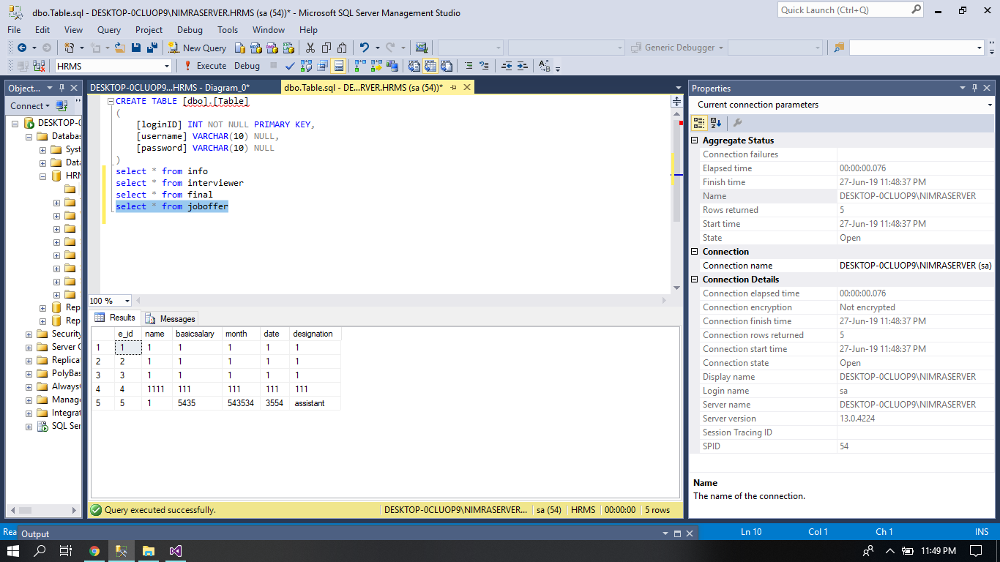 dbo.Table.sql - DESKTOP-0CLUOP9\NIMRASERVER.HRMS (sa (54))* - Microsoft SQL Server Management Studio
Quick Launch (Ctrl+Q)
File Edit View Query Project Debug Tools Window Help
New Query
Generic Debugger
HRMS
Execute Debug
Object...
Connect
DESKTOP-0
Databas
Syst
Data
HRM
Rep
Rep
Security
Server O
Replicat
PolyBas
AlwaysO
Manage
Integrat
SQL Ser
DESKTOP-0CLUOP9...HRMS - Diagram_0*
dbo.Table.sql - DE...RVER.HRMS (sa (54))*
CREATE TABLE [dbo].[Table]
(
[loginID] INT NOT NULL PRIMARY KEY,
[username] VARCHAR(10) NULL,
[password] VARCHAR(10) NULL
)
select * from info
select * from interviewer
select * from final
select * from joboffer
100 %
Results Messages
e_id name basicsalary month date designation
1 1 1 1 1 1 1
2 2 1 1 1 1 1
3 3 1 1 1 1 1
4 4 1111 111 111 111 111
5 5 1 5435 543534 3554 assistant
Query executed successfully.
DESKTOP-0CLUOP9\NIMRASERVER... sa (54) HRMS 00:00:00 5 rows
Properties
Current connection parameters
Aggregate Status
Connection failures
Elapsed time 00:00:00.076
Finish time 27-Jun-19 11:48:37 PM
Name DESKTOP-0CLUOP9\NIMRASERVER
Rows returned 5
Start time 27-Jun-19 11:48:37 PM
State Open
Connection
Connection name DESKTOP-0CLUOP9\NIMRASERVER (sa)
Connection Details
Connection elapsed time 00:00:00.076
Connection encryption Not encrypted
Connection finish time 27-Jun-19 11:48:37 PM
Connection rows returned 5
Connection start time 27-Jun-19 11:48:37 PM
Connection state Open
Display name DESKTOP-0CLUOP9\NIMRASERVER
Login name sa
Server name DESKTOP-0CLUOP9\NIMRASERVER
Server version 13.0.4224
Session Tracing ID
SPID 54
Name
The name of the connection.
Rea
Output
Ln 10 Col 1 Ch 1 INS
11:49 PM